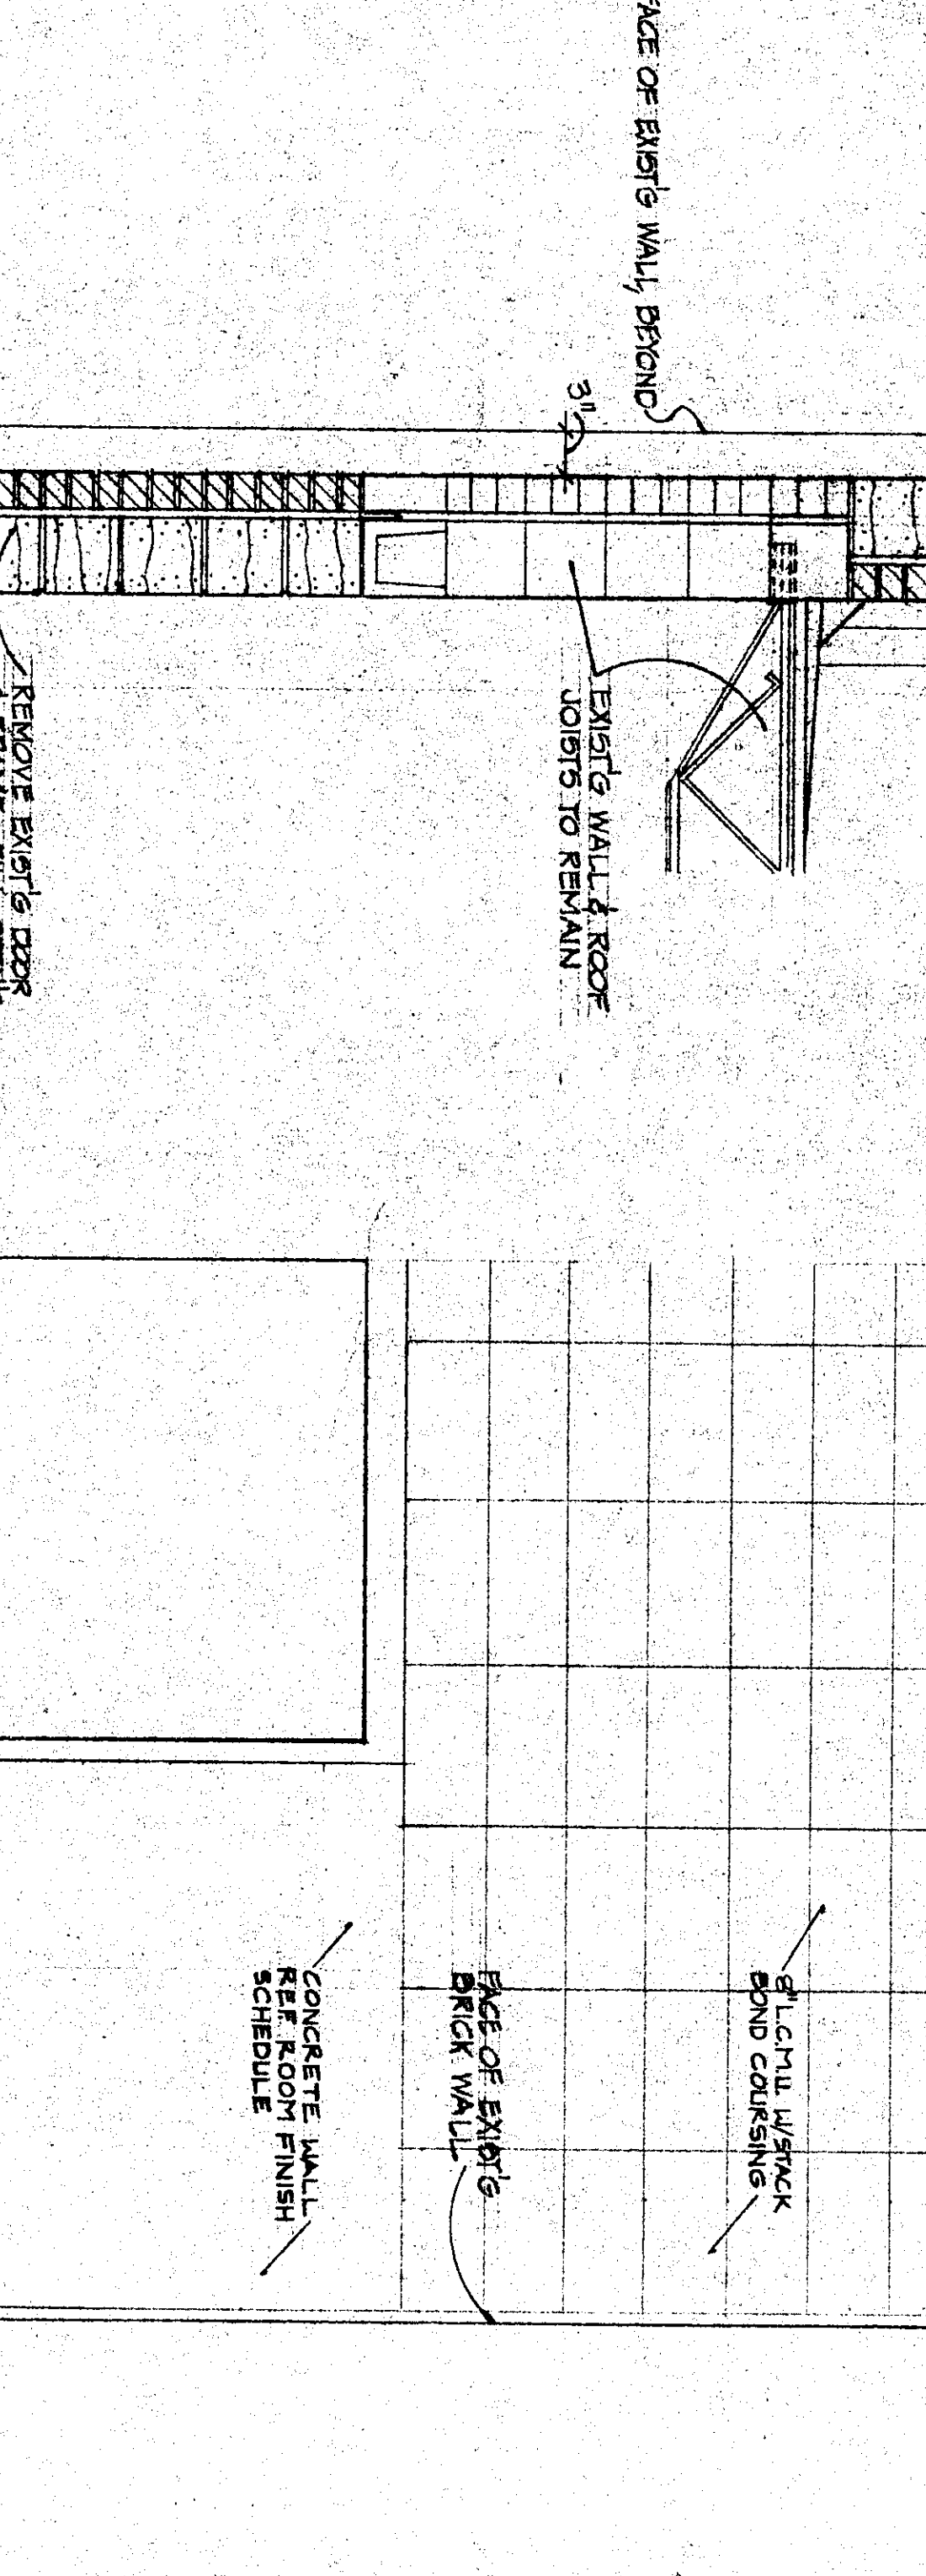 FACE OF EXIST'G WALL, BEYOND
3"
EXIST'G WALL & ROOF
JOISTS TO REMAIN
REMOVE EXIST'G DOOR
8" L.C.M.U. W/STACK
BOND COURSING
FACE OF EXIST'G
BRICK WALL
CONCRETE WALL
REF. ROOM FINISH
SCHEDULE